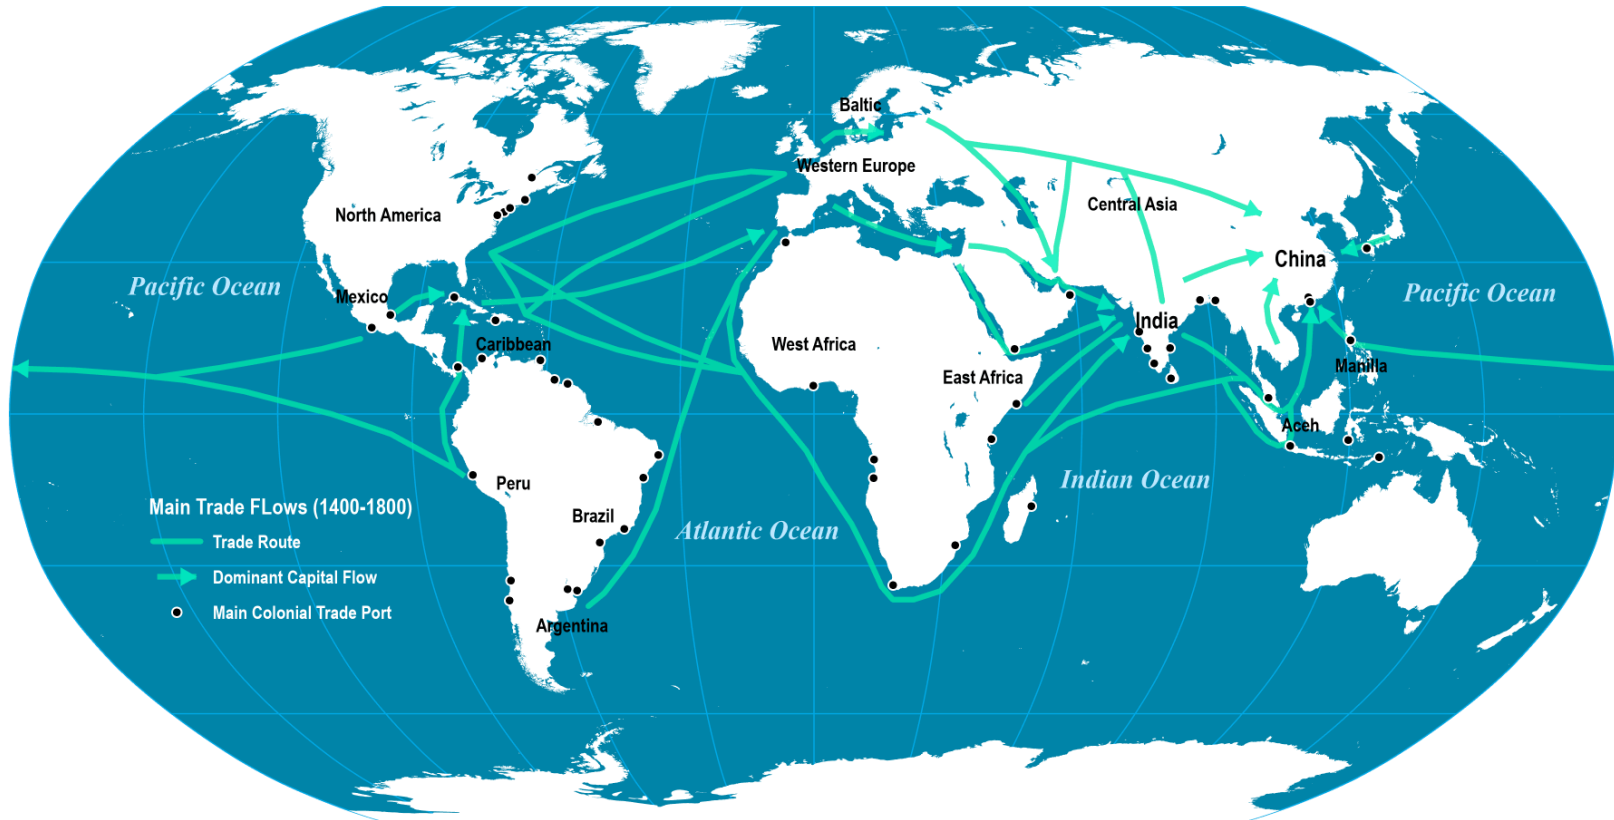 Baltic
Western Europe
North America
Central Asia
China
Pacific Ocean
Mexico
Pacific Ocean
India
Caribbean
West Africa
East Africa
Manilla
Aceh
Peru
Indian Ocean
Main Trade FLows (1400-1800)
Brazil
Atlantic Ocean
Trade Route
Dominant Capital Flow
Main Colonial Trade Port
Argentina